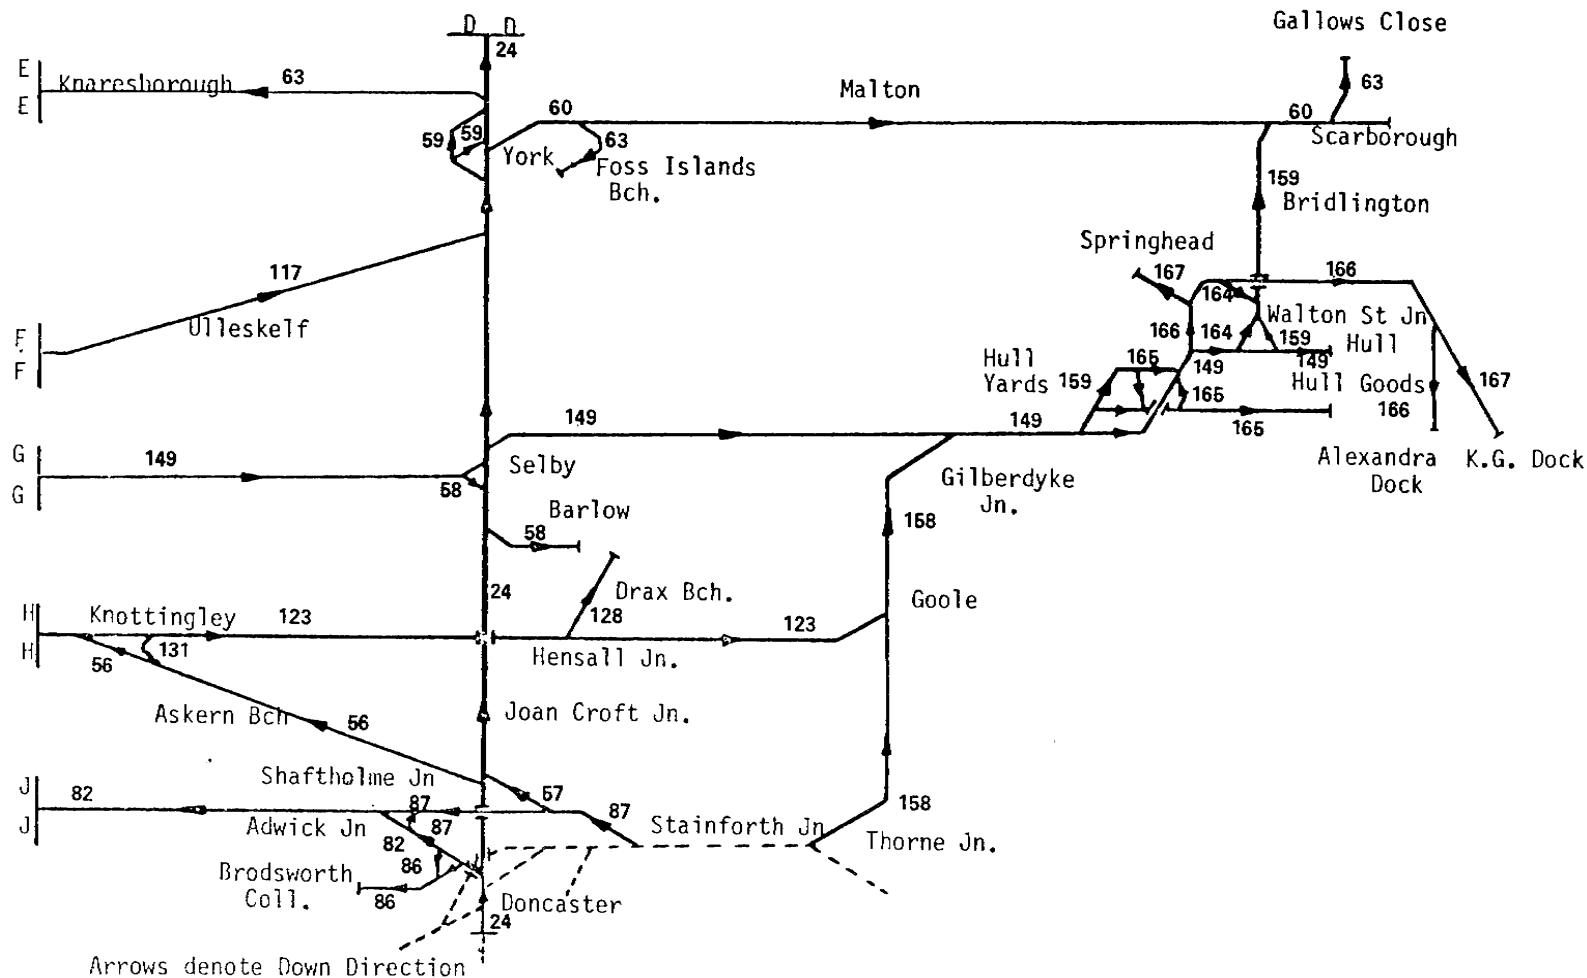 Gallows Close
D D
24
E
E
Knaresborough
63
63
Malton
60
60
Scarborough
59
59
York
63
Foss Islands
Bch.
159
Bridlington
Springhead
167
166
164
117
Ulleskelf
F
F
Walton St Jn
166
164
159
Hull
149
149
Hull
Yards
165
159
165
Hull Goods
167
166
165
149
149
G
G
149
Selby
58
Gilberdyke
Jn.
Alexandra
Dock
K.G. Dock
Barlow
58
158
24
Drax Bch.
128
Goole
H
H
Knottingley
123
123
131
56
Hensall Jn.
Askern Bch
56
Joan Croft Jn.
Shaftholme Jn
J
J
82
87
57
87
158
Adwick Jn
87
82
Stainforth Jn
Thorne Jn.
86
Brodsworth
Coll.
86
Doncaster
24
Arrows denote Down Direction